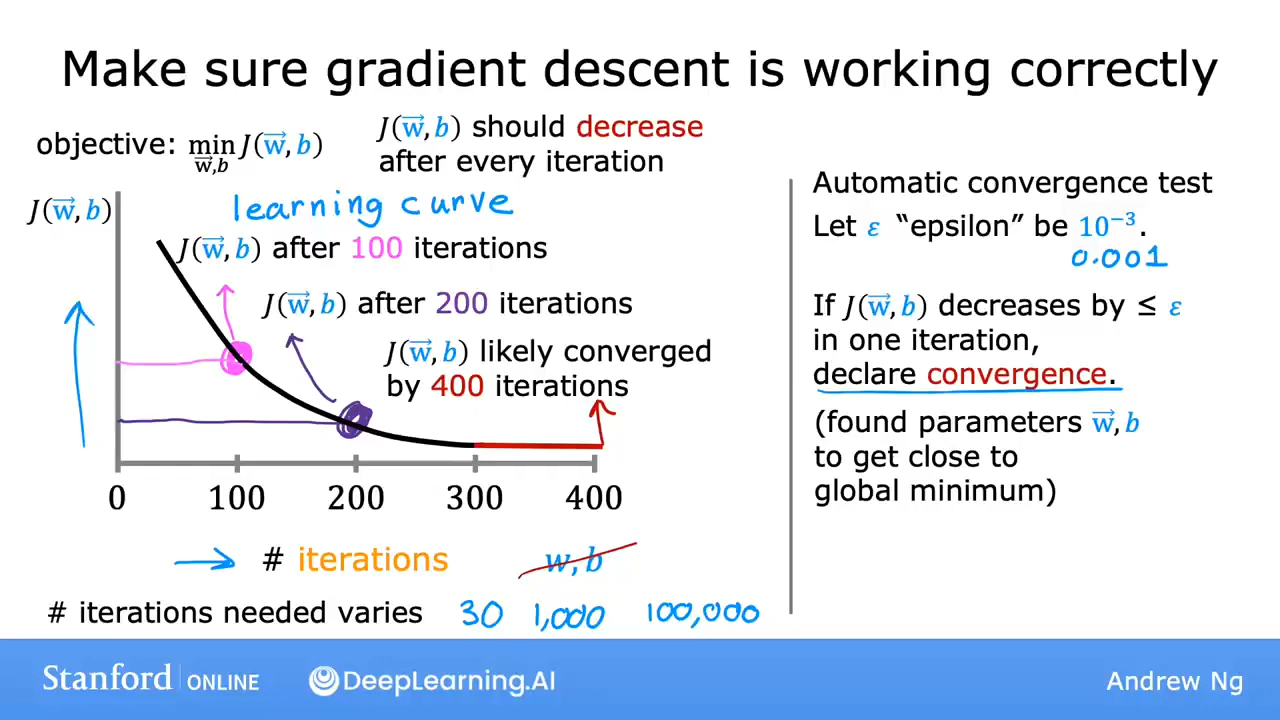 Make sure gradient descent is working correctly
objective: min J(w⃗, b)
w⃗,b
J(w⃗, b) should decrease
after every iteration
J(w⃗, b)
learning curve
J(w⃗, b) after 100 iterations
J(w⃗, b) after 200 iterations
J(w⃗, b) likely converged
by 400 iterations
0 100 200 300 400
# iterations
w, b
# iterations needed varies 30 1,000 100,000
Automatic convergence test
Let ε “epsilon” be 10⁻³.
0.001
If J(w⃗, b) decreases by ≤ ε
in one iteration,
declare convergence.
(found parameters w⃗, b
to get close to
global minimum)
Stanford ONLINE
DeepLearning.AI
Andrew Ng